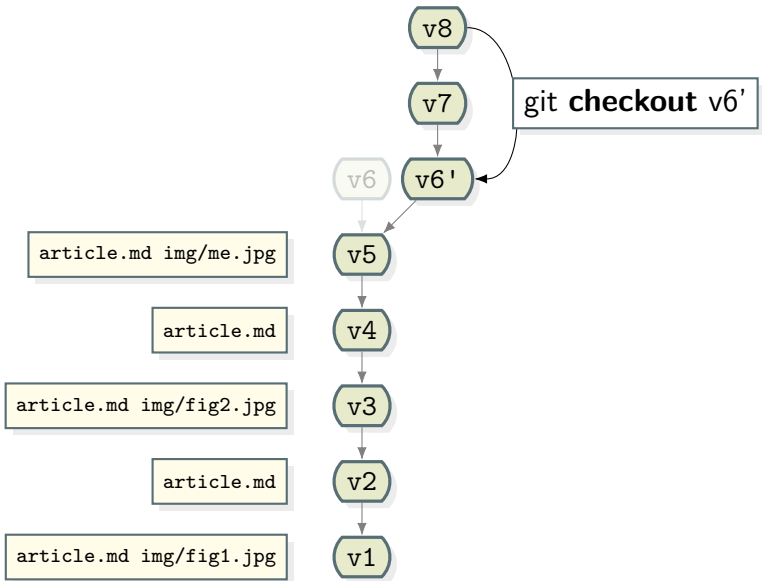 v8
v7
git checkout v6’
v6
v6'
article.md img/me.jpg
v5
article.md
v4
article.md img/fig2.jpg
v3
article.md
v2
article.md img/fig1.jpg
v1